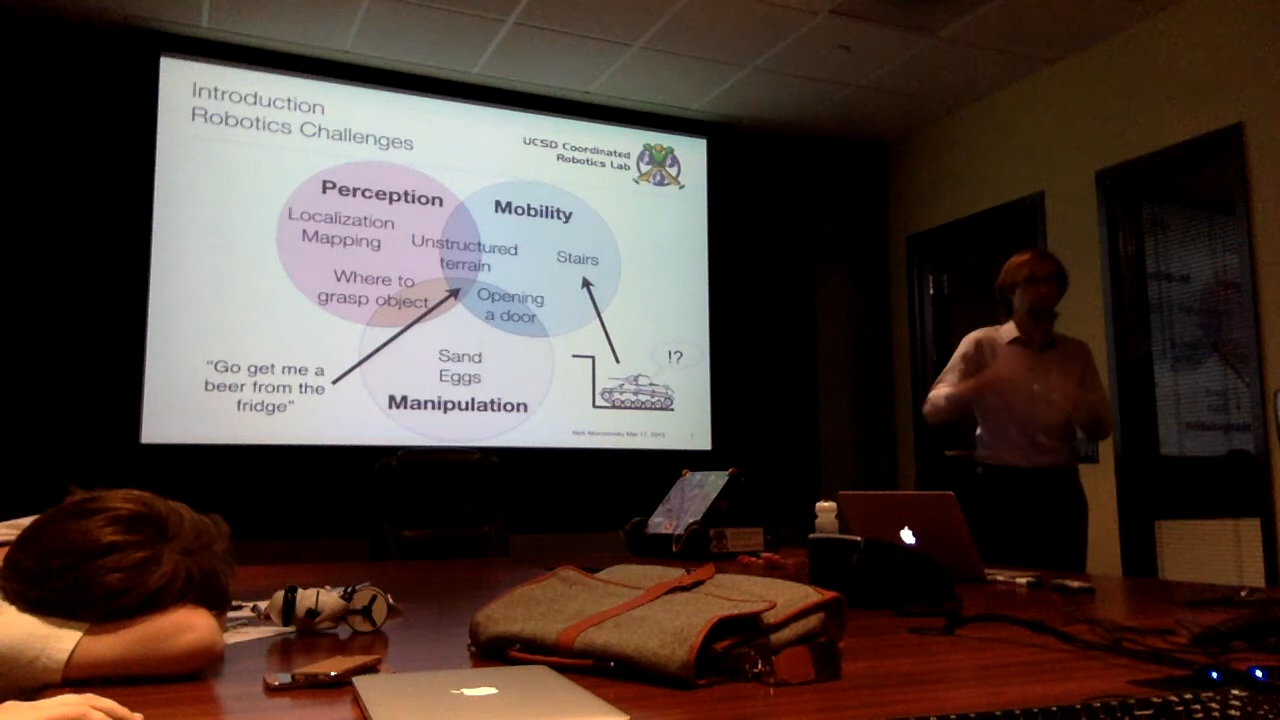 Introduction
Robotics Challenges
UCSD Coordinated
Robotics Lab
Perception
Localization
Mapping
Mobility
Unstructured
terrain
Stairs
Where to
grasp object
Opening
a door
"Go get me a
beer from the
fridge"
Sand
Eggs
Manipulation
!?